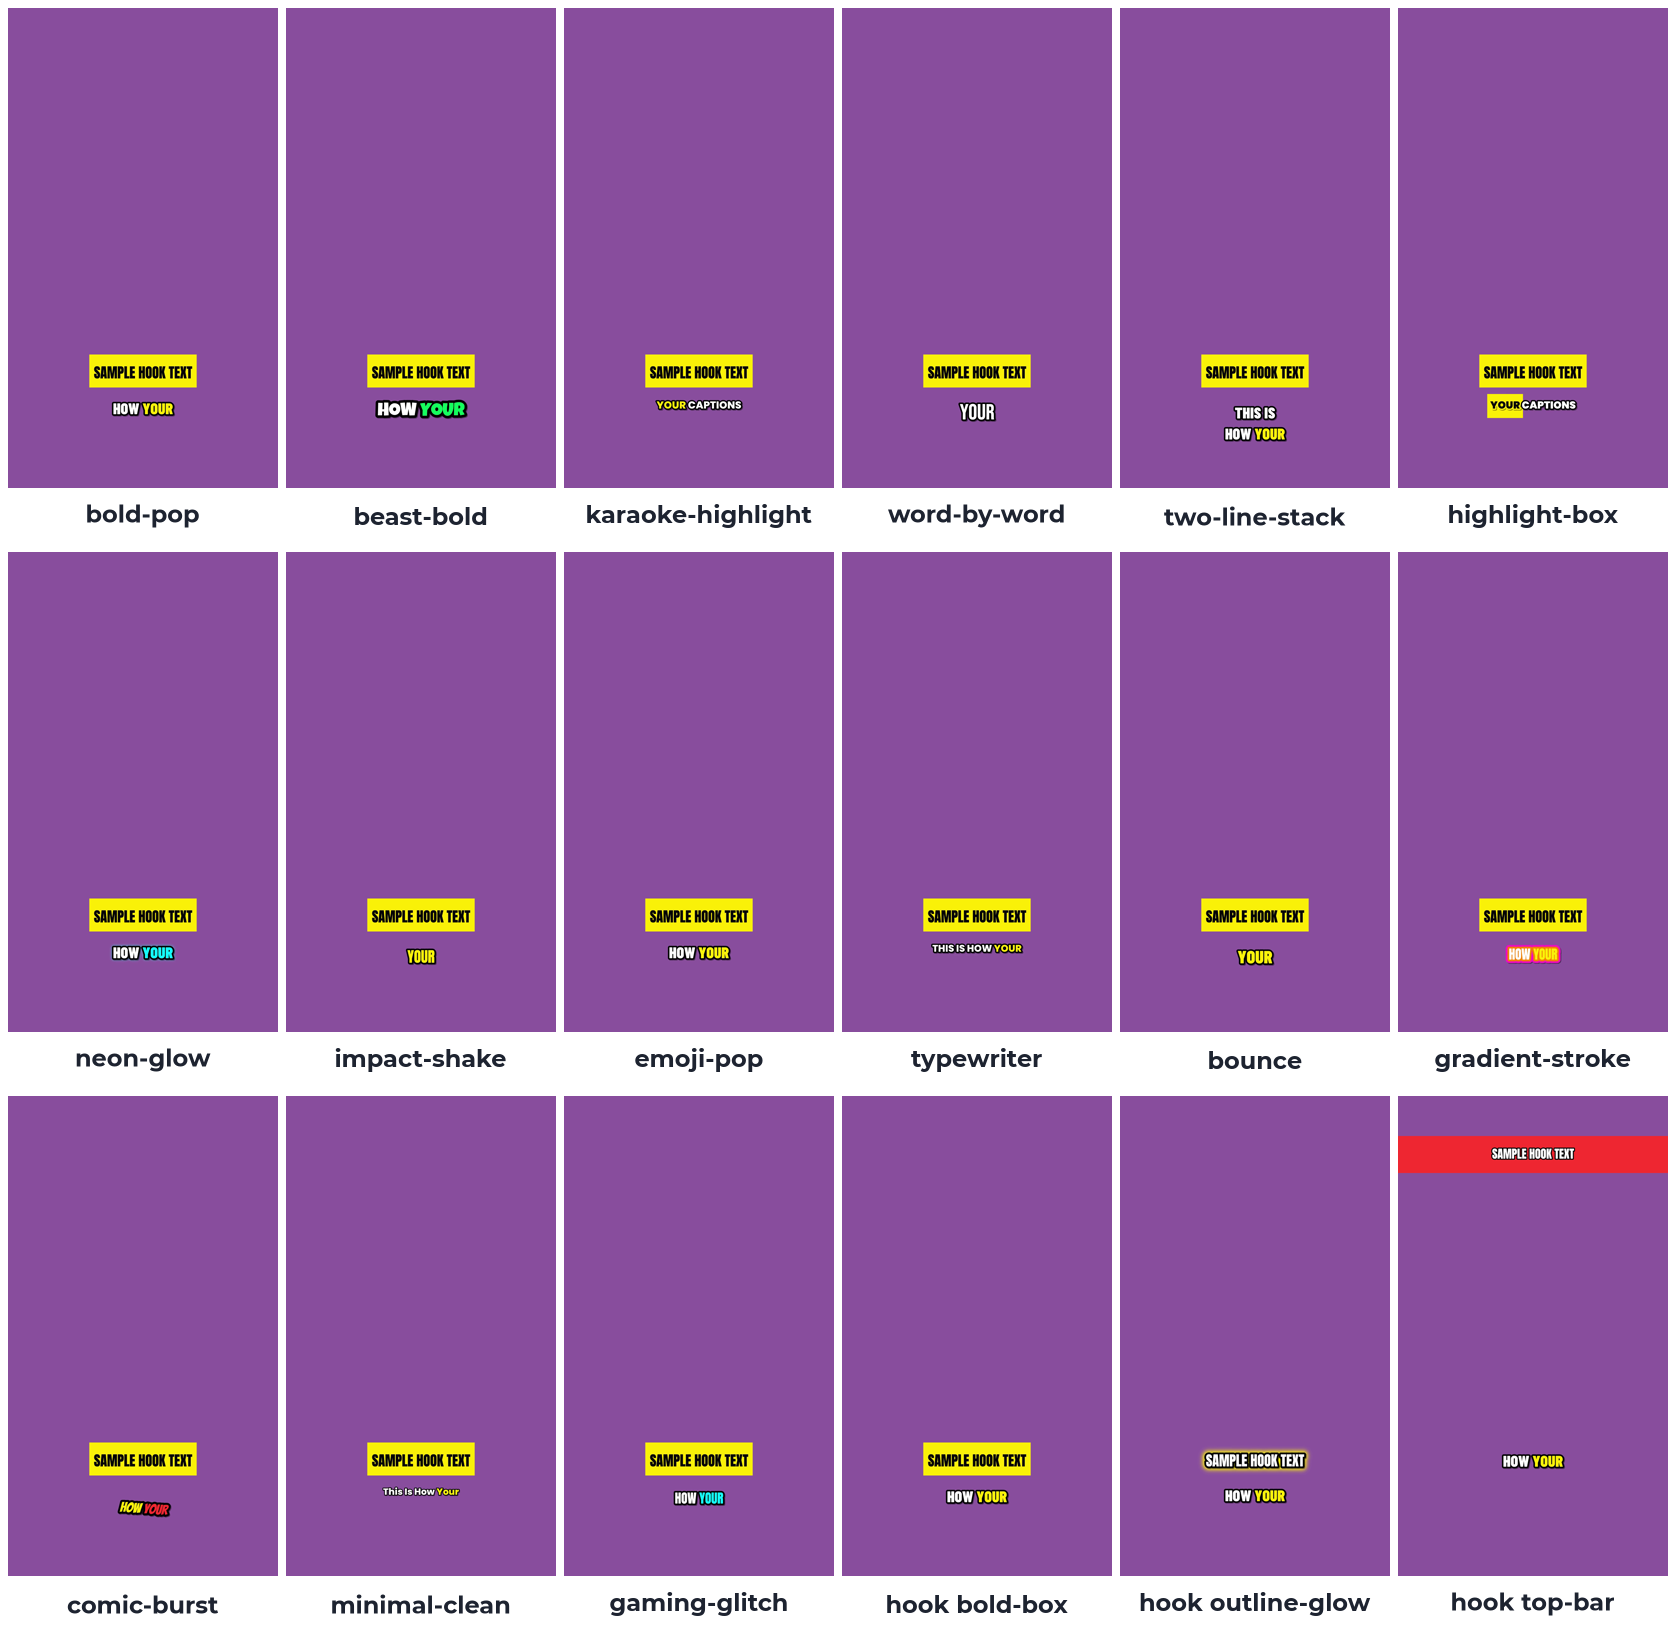 SAMPLE HOOK TEXT
HOW YOUR
bold-pop
SAMPLE HOOK TEXT
HOW YOUR
beast-bold
SAMPLE HOOK TEXT
YOUR CAPTIONS
karaoke-highlight
SAMPLE HOOK TEXT
YOUR
word-by-word
SAMPLE HOOK TEXT
THIS IS
HOW YOUR
two-line-stack
SAMPLE HOOK TEXT
YOUR CAPTIONS
highlight-box
SAMPLE HOOK TEXT
HOW YOUR
neon-glow
SAMPLE HOOK TEXT
YOUR
impact-shake
SAMPLE HOOK TEXT
HOW YOUR
emoji-pop
SAMPLE HOOK TEXT
THIS IS HOW YOUR
typewriter
SAMPLE HOOK TEXT
YOUR
bounce
SAMPLE HOOK TEXT
HOW YOUR
gradient-stroke
SAMPLE HOOK TEXT
HOW YOUR
comic-burst
SAMPLE HOOK TEXT
This Is How Your
minimal-clean
SAMPLE HOOK TEXT
HOW YOUR
gaming-glitch
SAMPLE HOOK TEXT
HOW YOUR
hook bold-box
SAMPLE HOOK TEXT
HOW YOUR
hook outline-glow
SAMPLE HOOK TEXT
HOW YOUR
hook top-bar